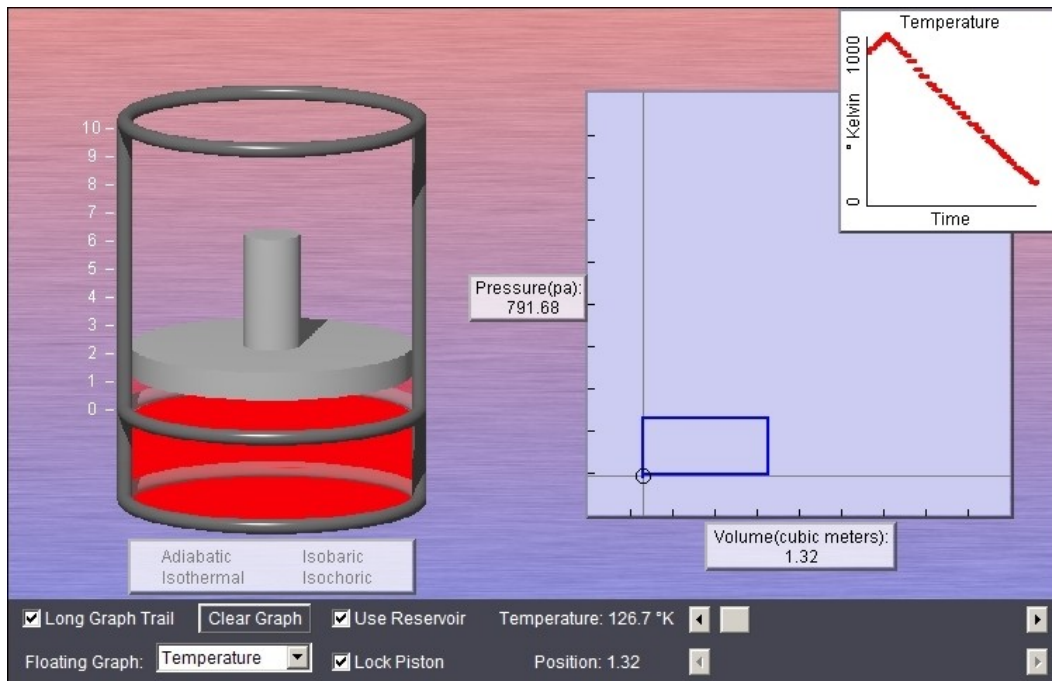 Temperature
° Kelvin
1000
0
Time
10
9
8
7
6
5
4
3
2
1
0
Pressure(pa):
791.68
Volume(cubic meters):
1.32
Adiabatic Isobaric
Isothermal Isochoric
Long Graph Trail Clear Graph Use Reservoir Temperature: 126.7 °K
Floating Graph: Temperature Lock Piston Position: 1.32